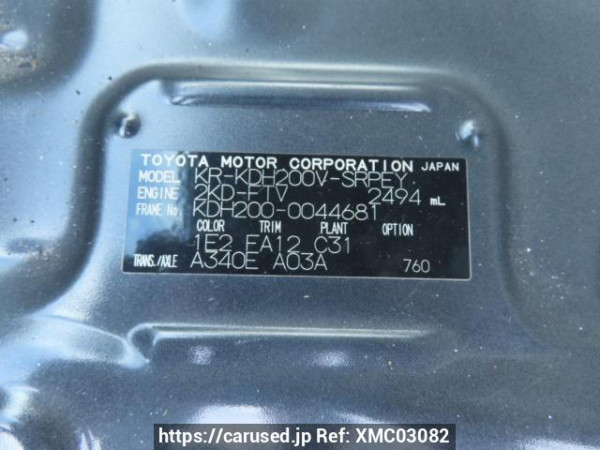 TOYOTA MOTOR CORPORATION JAPAN
MODEL KR-KDH200V-SRPEY
ENGINE 2KD-FTV 2494 mL
FRAME No. KDH200-0044681
COLOR TRIM PLANT OPTION
1E2 FA12 C31
TRANS./AXLE A340E A03A 760
https://carused.jp Ref: XMC03082